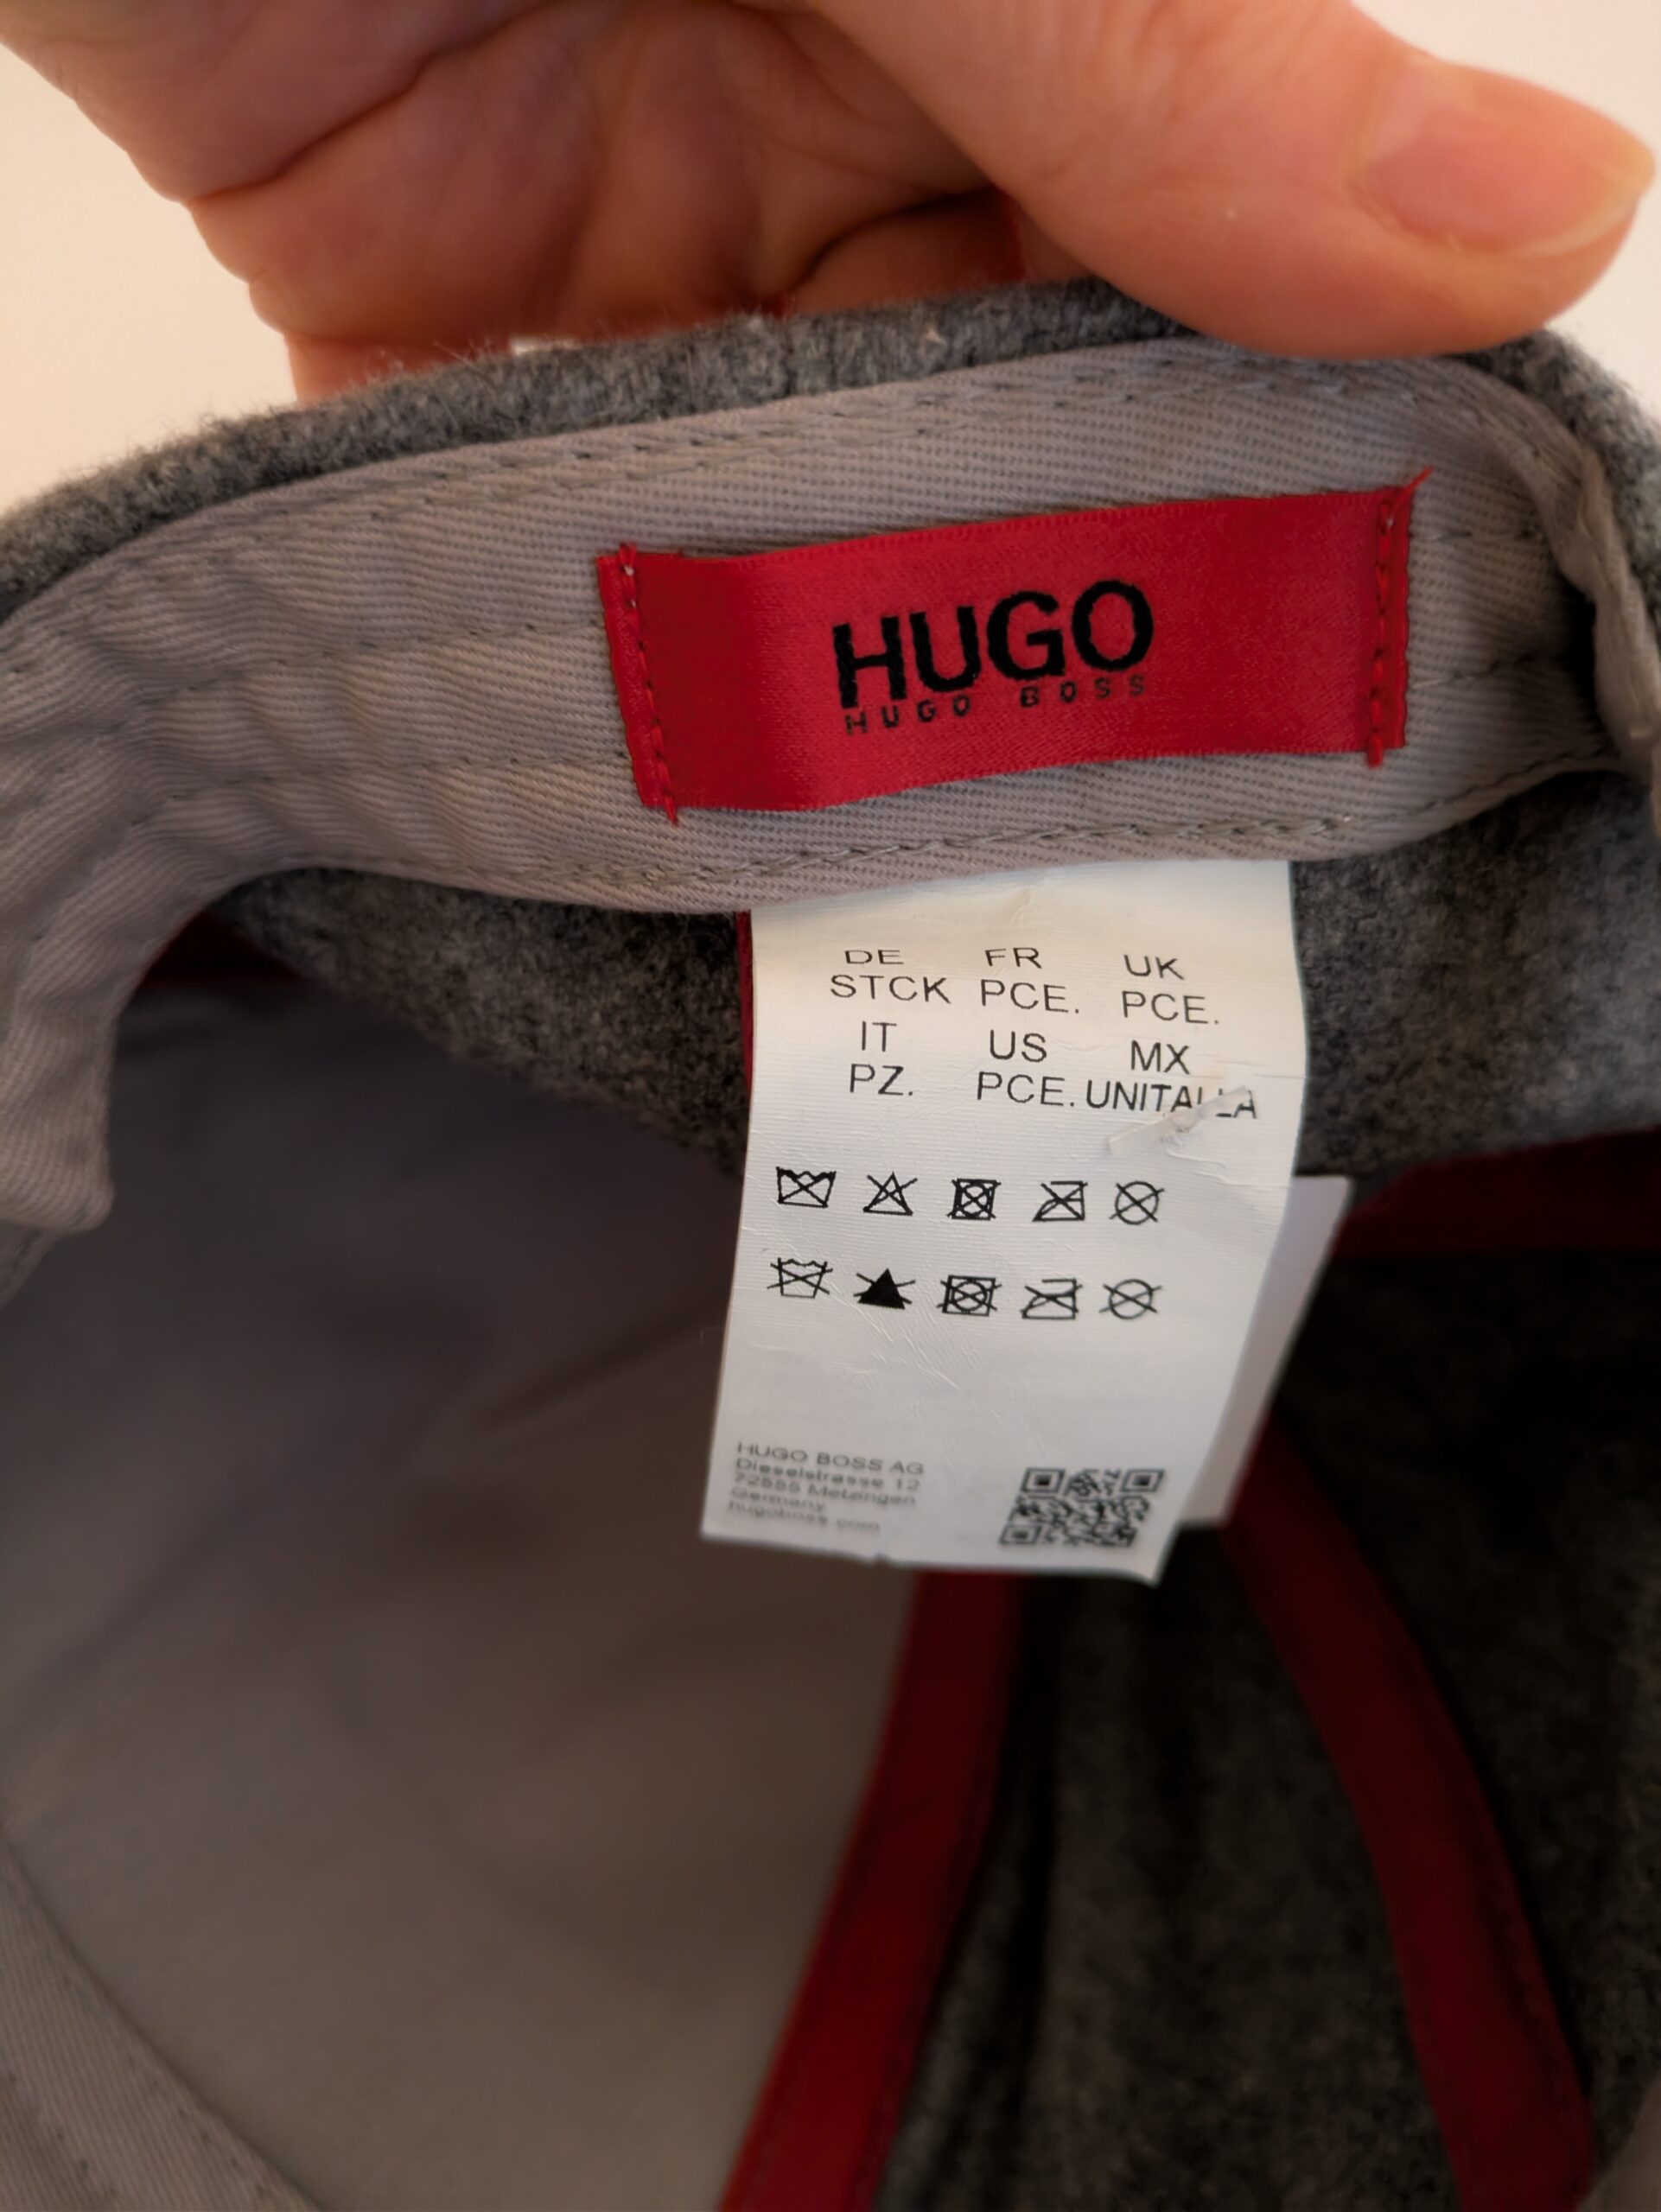 HUGO
HUGO BOSS
DE FR UK
STCK PCE. PCE.
IT US MX
PZ. PCE. UNITALLA
HUGO BOSS AG
Dieselstrasse 12
72555 Metzingen
Germany
hugoboss.com